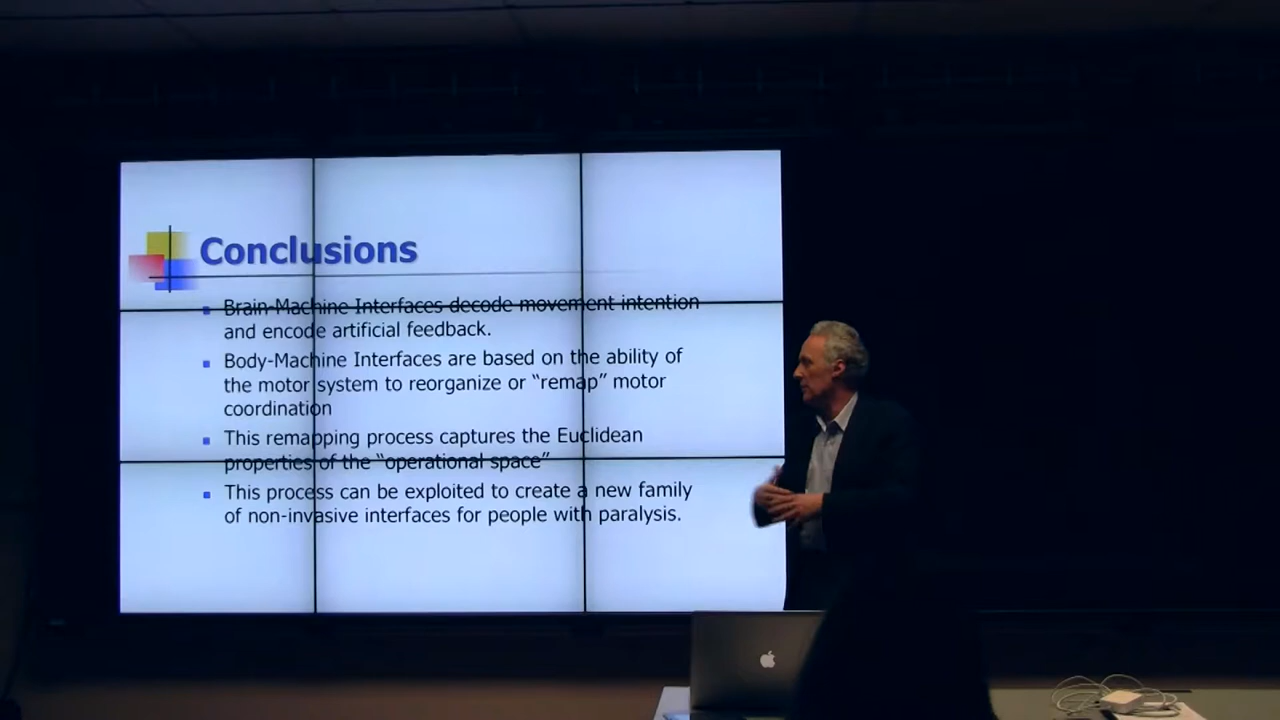 Conclusions
Brain-Machine Interfaces decode movement intention
and encode artificial feedback.
Body-Machine Interfaces are based on the ability of
the motor system to reorganize or “remap” motor
coordination
This remapping process captures the Euclidean
properties of the “operational space”
This process can be exploited to create a new family
of non-invasive interfaces for people with paralysis.